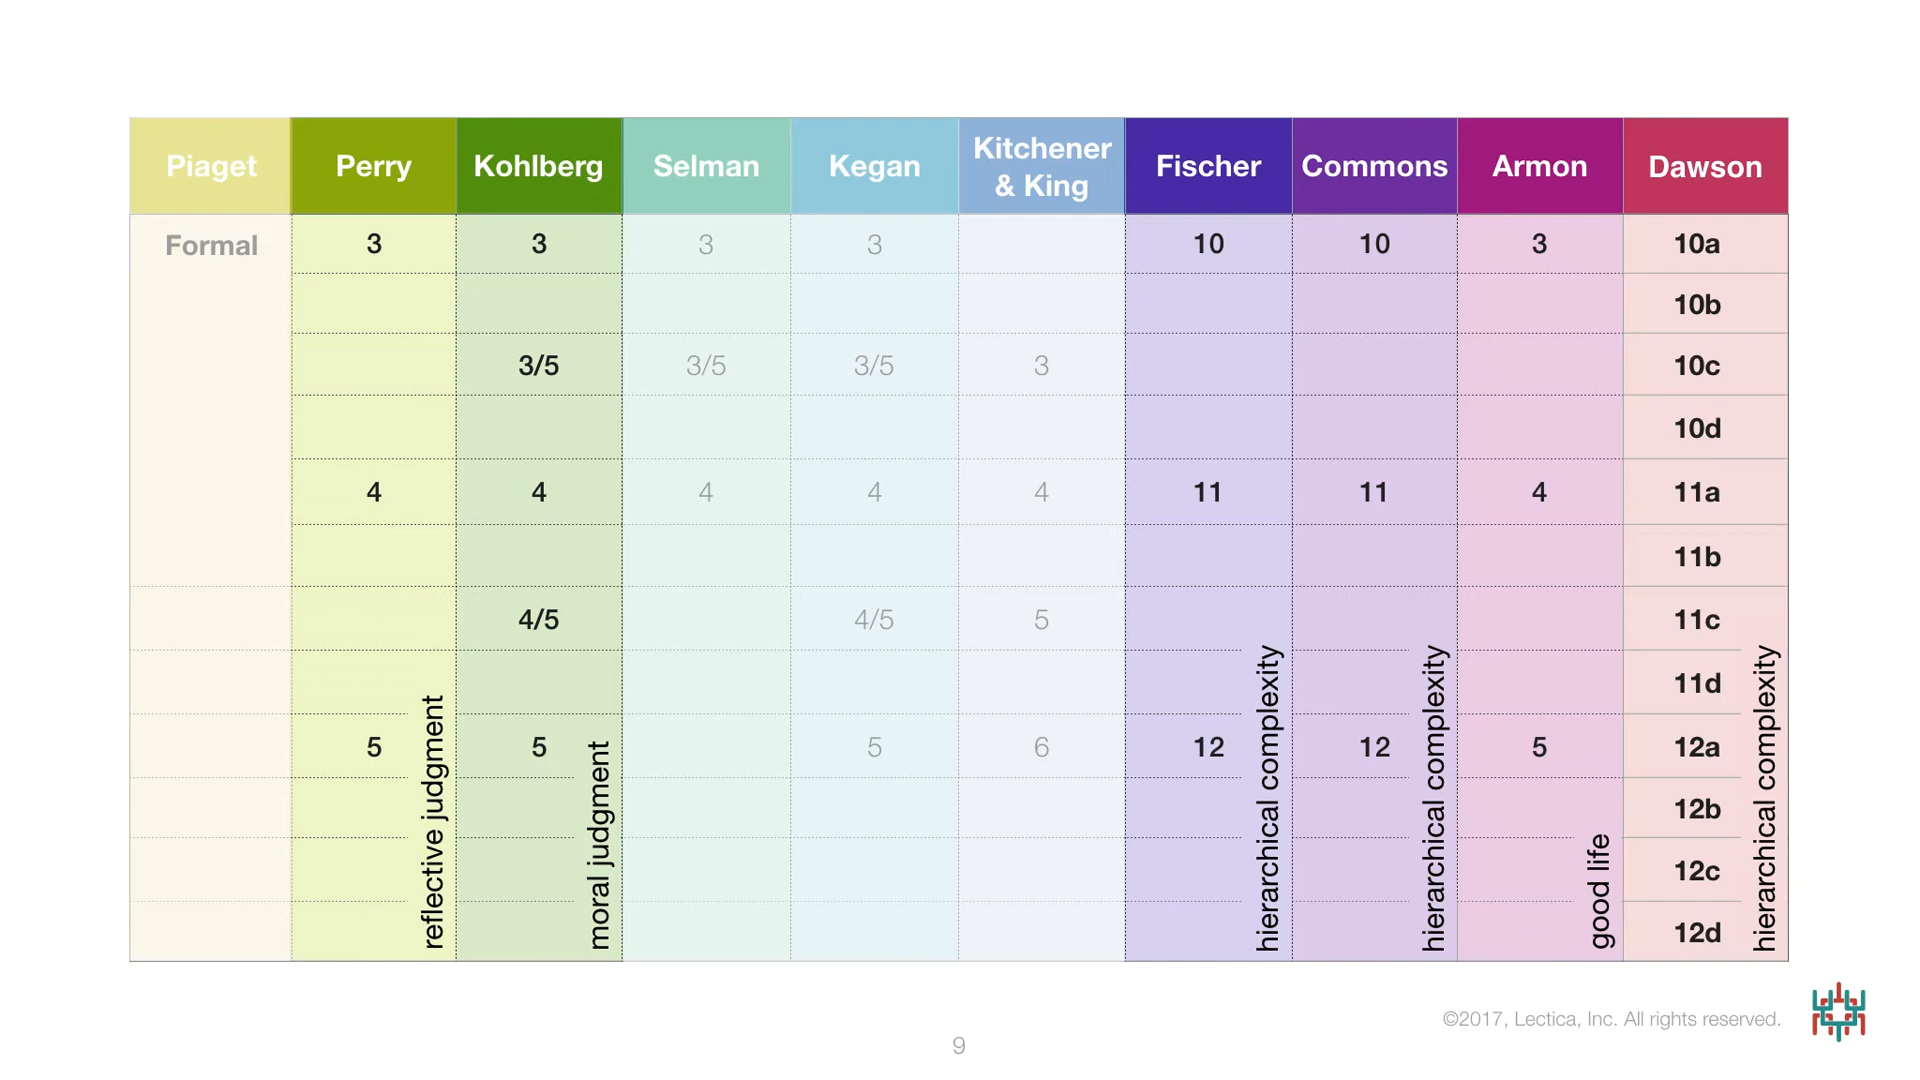 Piaget Perry Kohlberg Selman Kegan Kitchener & King Fischer Commons Armon Dawson
Formal 3 3 3 3 10 10 3 10a
10b
3/5 3/5 3/5 3 10c
10d
4 4 4 4 4 11 11 4 11a
11b
4/5 4/5 5 11c
11d
5 5 5 6 12 12 5 12a
12b
12c
12d
reflective judgment
moral judgment
hierarchical complexity
hierarchical complexity
good life
hierarchical complexity
©2017, Lectica, Inc. All rights reserved.
9